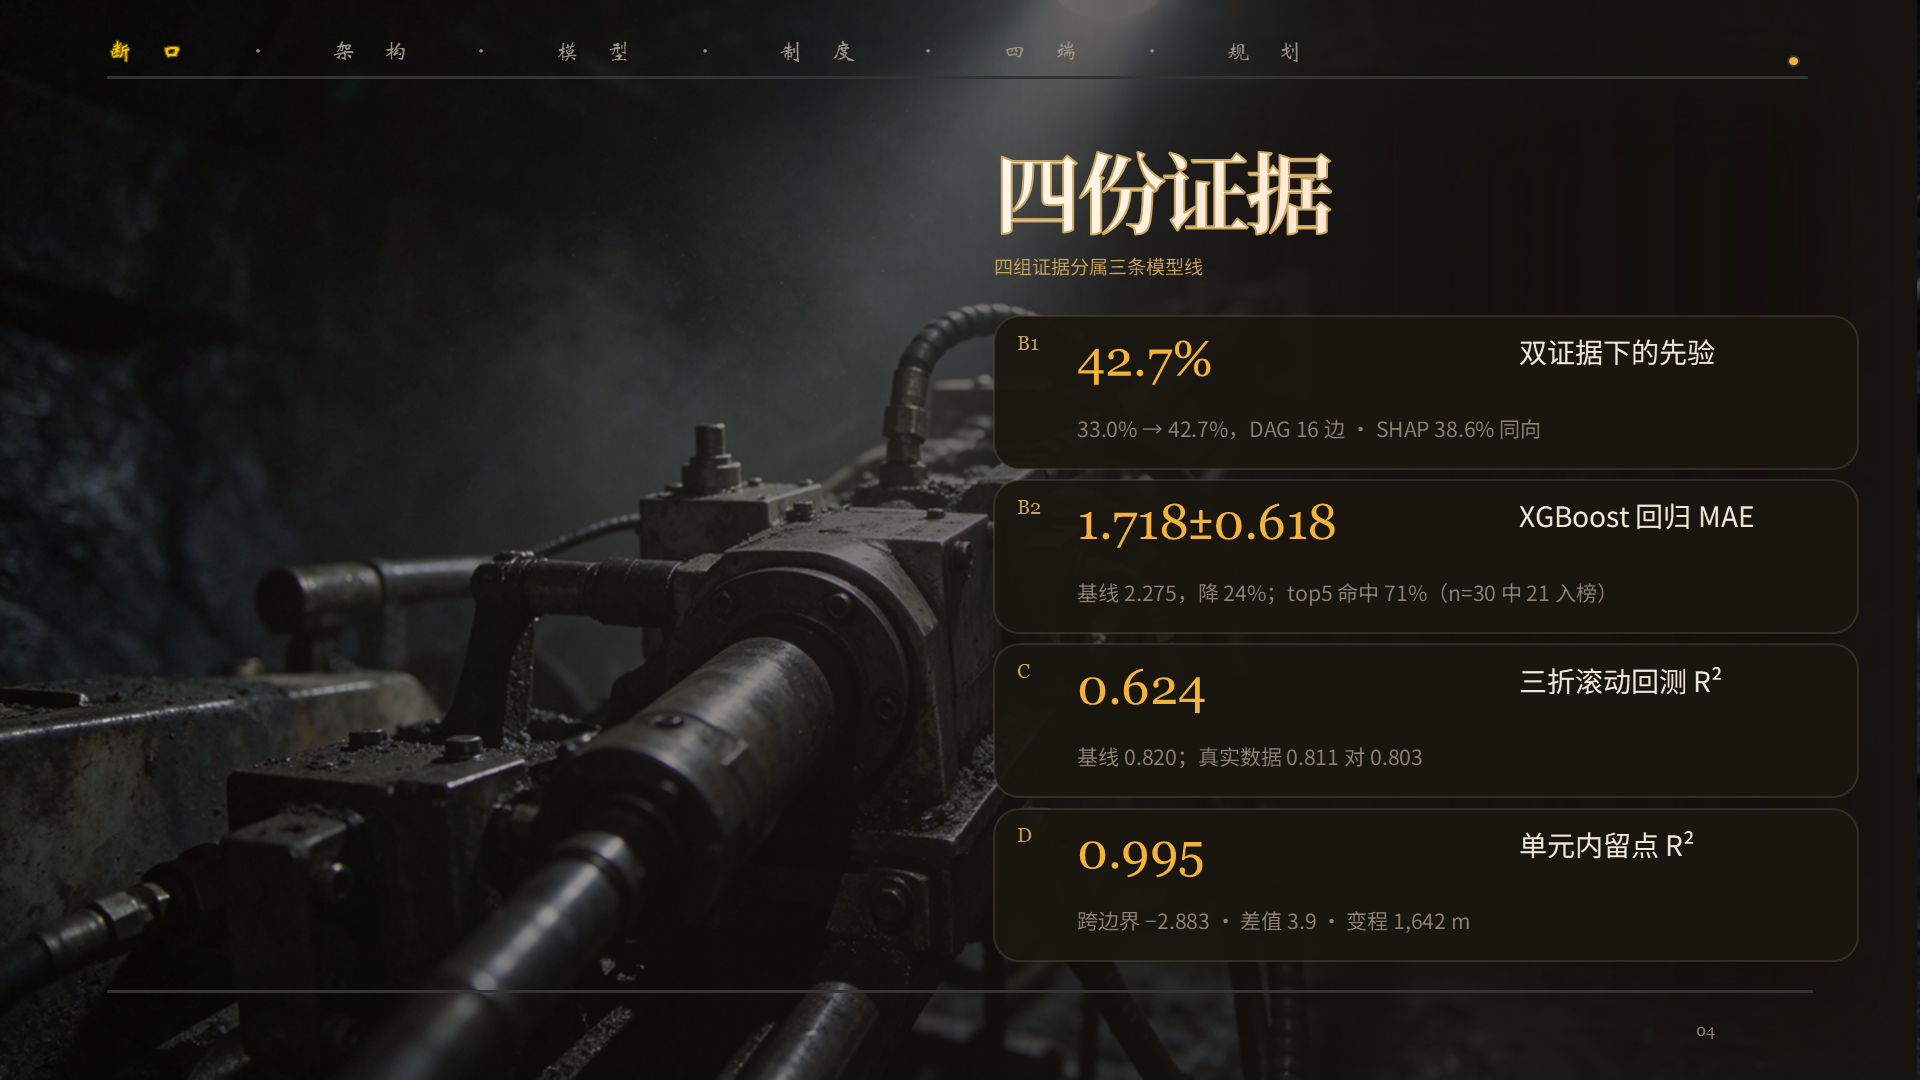 断口 · 架构 · 模型 · 制度 · 四端 · 规划
四份证据
四组证据分属三条模型线
B1 42.7% 双证据下的先验
33.0% → 42.7%，DAG 16 边 · SHAP 38.6% 同向
B2 1.718±0.618 XGBoost 回归 MAE
基线 2.275，降 24%；top5 命中 71%（n=30 中 21 入榜）
C 0.624 三折滚动回测 R²
基线 0.820；真实数据 0.811 对 0.803
D 0.995 单元内留点 R²
跨边界 −2.883 · 差值 3.9 · 变程 1,642 m
04